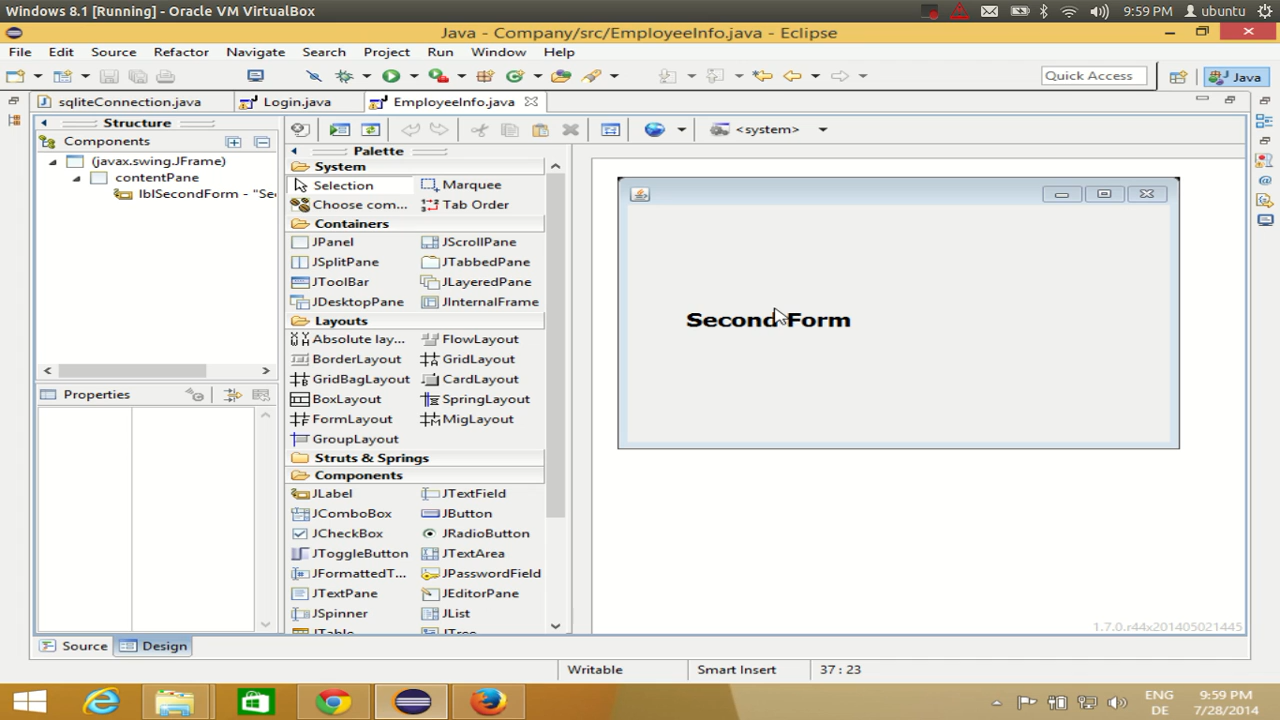 Windows 8.1 [Running] - Oracle VM VirtualBox
9:59 PM
ubuntu
Java - Company/src/EmployeeInfo.java - Eclipse
File Edit Source Refactor Navigate Search Project Run Window Help
Quick Access
Java
sqliteConnection.java
Login.java
EmployeeInfo.java
Structure
Components
(javax.swing.JFrame)
contentPane
lblSecondForm - "Se
Properties
<system>
Palette
System
Selection
Marquee
Choose com...
Tab Order
Containers
JPanel
JScrollPane
JSplitPane
JTabbedPane
JToolBar
JLayeredPane
JDesktopPane
JInternalFrame
Layouts
Absolute lay...
FlowLayout
BorderLayout
GridLayout
GridBagLayout
CardLayout
BoxLayout
SpringLayout
FormLayout
MigLayout
GroupLayout
Struts & Springs
Components
JLabel
JTextField
JComboBox
JButton
JCheckBox
JRadioButton
JToggleButton
JTextArea
JFormattedT...
JPasswordField
JTextPane
JEditorPane
JSpinner
JList
JTable
JTree
Second Form
1.7.0.r44x201405021445
Source
Design
Writable
Smart Insert
37 : 23
ENG
DE
9:59 PM
7/28/2014